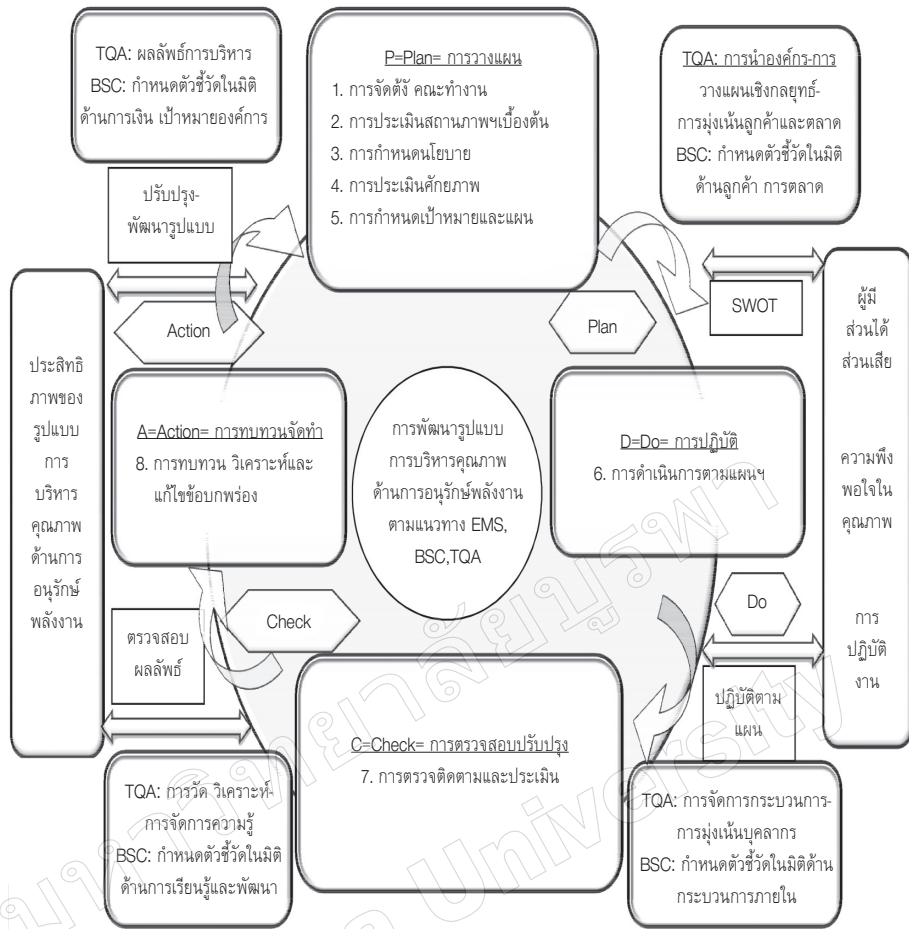 TQA: ผลลัพธ์การบริหาร
BSC: กำหนดตัวชี้วัดในมิติ
ด้านการเงิน เป้าหมายองค์การ
P=Plan= การวางแผน
1. การจัดตั้ง คณะทำงาน
2. การประเมินสถานภาพฯเบื้องต้น
3. การกำหนดนโยบาย
4. การประเมินศักยภาพ
5. การกำหนดเป้าหมายและแผน
TQA: การนำองค์กร-การ
วางแผนเชิงกลยุทธ์-
การมุ่งเน้นลูกค้าและตลาด
BSC: กำหนดตัวชี้วัดในมิติ
ด้านลูกค้า การตลาด
ปรับปรุง-
พัฒนารูปแบบ
Action
Plan
SWOT
ประสิทธิ
ภาพของ
รูปแบบ
การ
บริหาร
คุณภาพ
ด้านการ
อนุรักษ์
พลังงาน
A=Action= การทบทวนจัดทำ
8. การทบทวน วิเคราะห์และ
แก้ไขข้อบกพร่อง
การพัฒนารูปแบบ
การบริหารคุณภาพ
ด้านการอนุรักษ์พลังงาน
ตามแนวทาง EMS,
BSC,TQA
D=Do= การปฏิบัติ
6. การดำเนินการตามแผนฯ
ผู้มี
ส่วนได้
ส่วนเสีย
ความพึง
พอใจใน
คุณภาพ
การ
ปฏิบัติ
งาน
Check
Do
ตรวจสอบ
ผลลัพธ์
ปฏิบัติตาม
แผน
C=Check= การตรวจสอบปรับปรุง
7. การตรวจติดตามและประเมิน
TQA: การวัด วิเคราะห์-
การจัดการความรู้
BSC: กำหนดตัวชี้วัดในมิติ
ด้านการเรียนรู้และพัฒนา
TQA: การจัดการกระบวนการ-
การมุ่งเน้นบุคลากร
BSC: กำหนดตัวชี้วัดในมิติด้าน
กระบวนการภายใน
มหาวิทยาลัยบูรพา
University